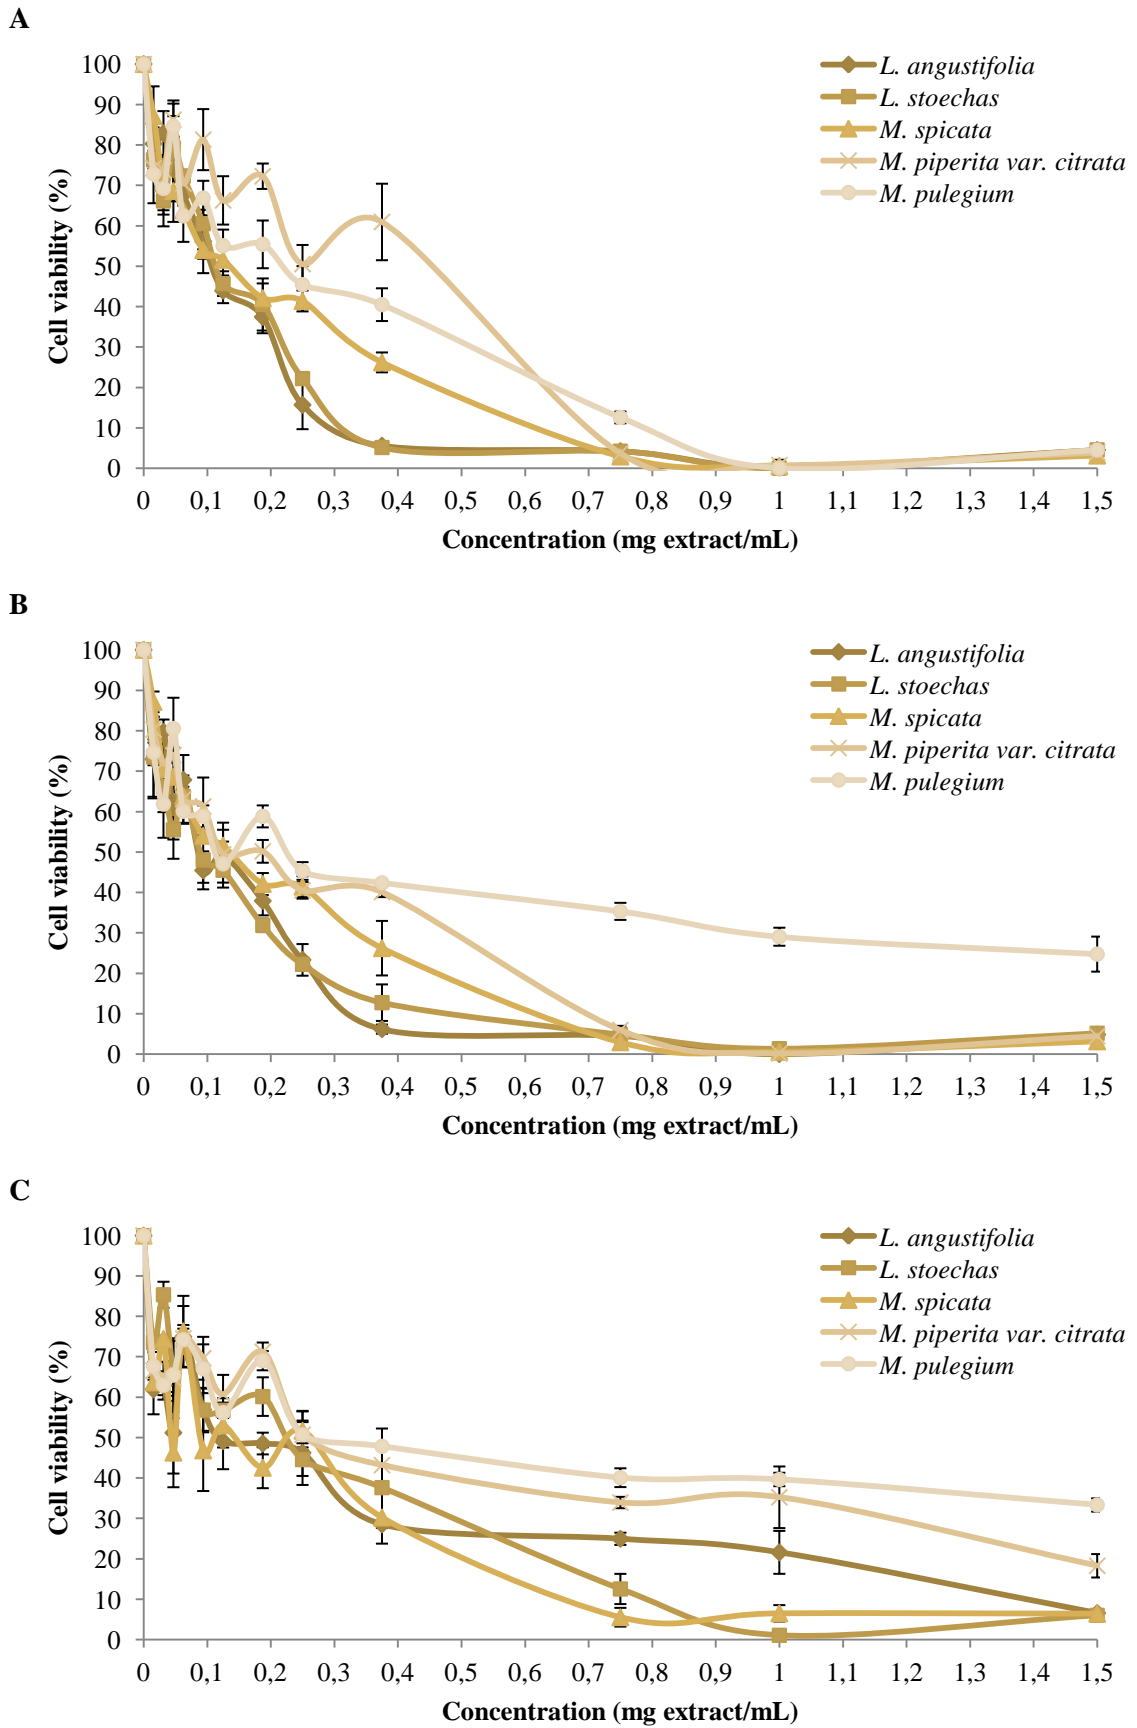 A
100
90
80
70
60
50
40
30
20
10
0
Cell viability (%)
L. angustifolia
L. stoechas
M. spicata
M. piperita var. citrata
M. pulegium
0 0,1 0,2 0,3 0,4 0,5 0,6 0,7 0,8 0,9 1 1,1 1,2 1,3 1,4 1,5
Concentration (mg extract/mL)
B
100
90
80
70
60
50
40
30
20
10
0
Cell viability (%)
L. angustifolia
L. stoechas
M. spicata
M. piperita var. citrata
M. pulegium
0 0,1 0,2 0,3 0,4 0,5 0,6 0,7 0,8 0,9 1 1,1 1,2 1,3 1,4 1,5
Concentration (mg extract/mL)
C
100
90
80
70
60
50
40
30
20
10
0
Cell viability (%)
L. angustifolia
L. stoechas
M. spicata
M. piperita var. citrata
M. pulegium
0 0,1 0,2 0,3 0,4 0,5 0,6 0,7 0,8 0,9 1 1,1 1,2 1,3 1,4 1,5
Concentration (mg extract/mL)